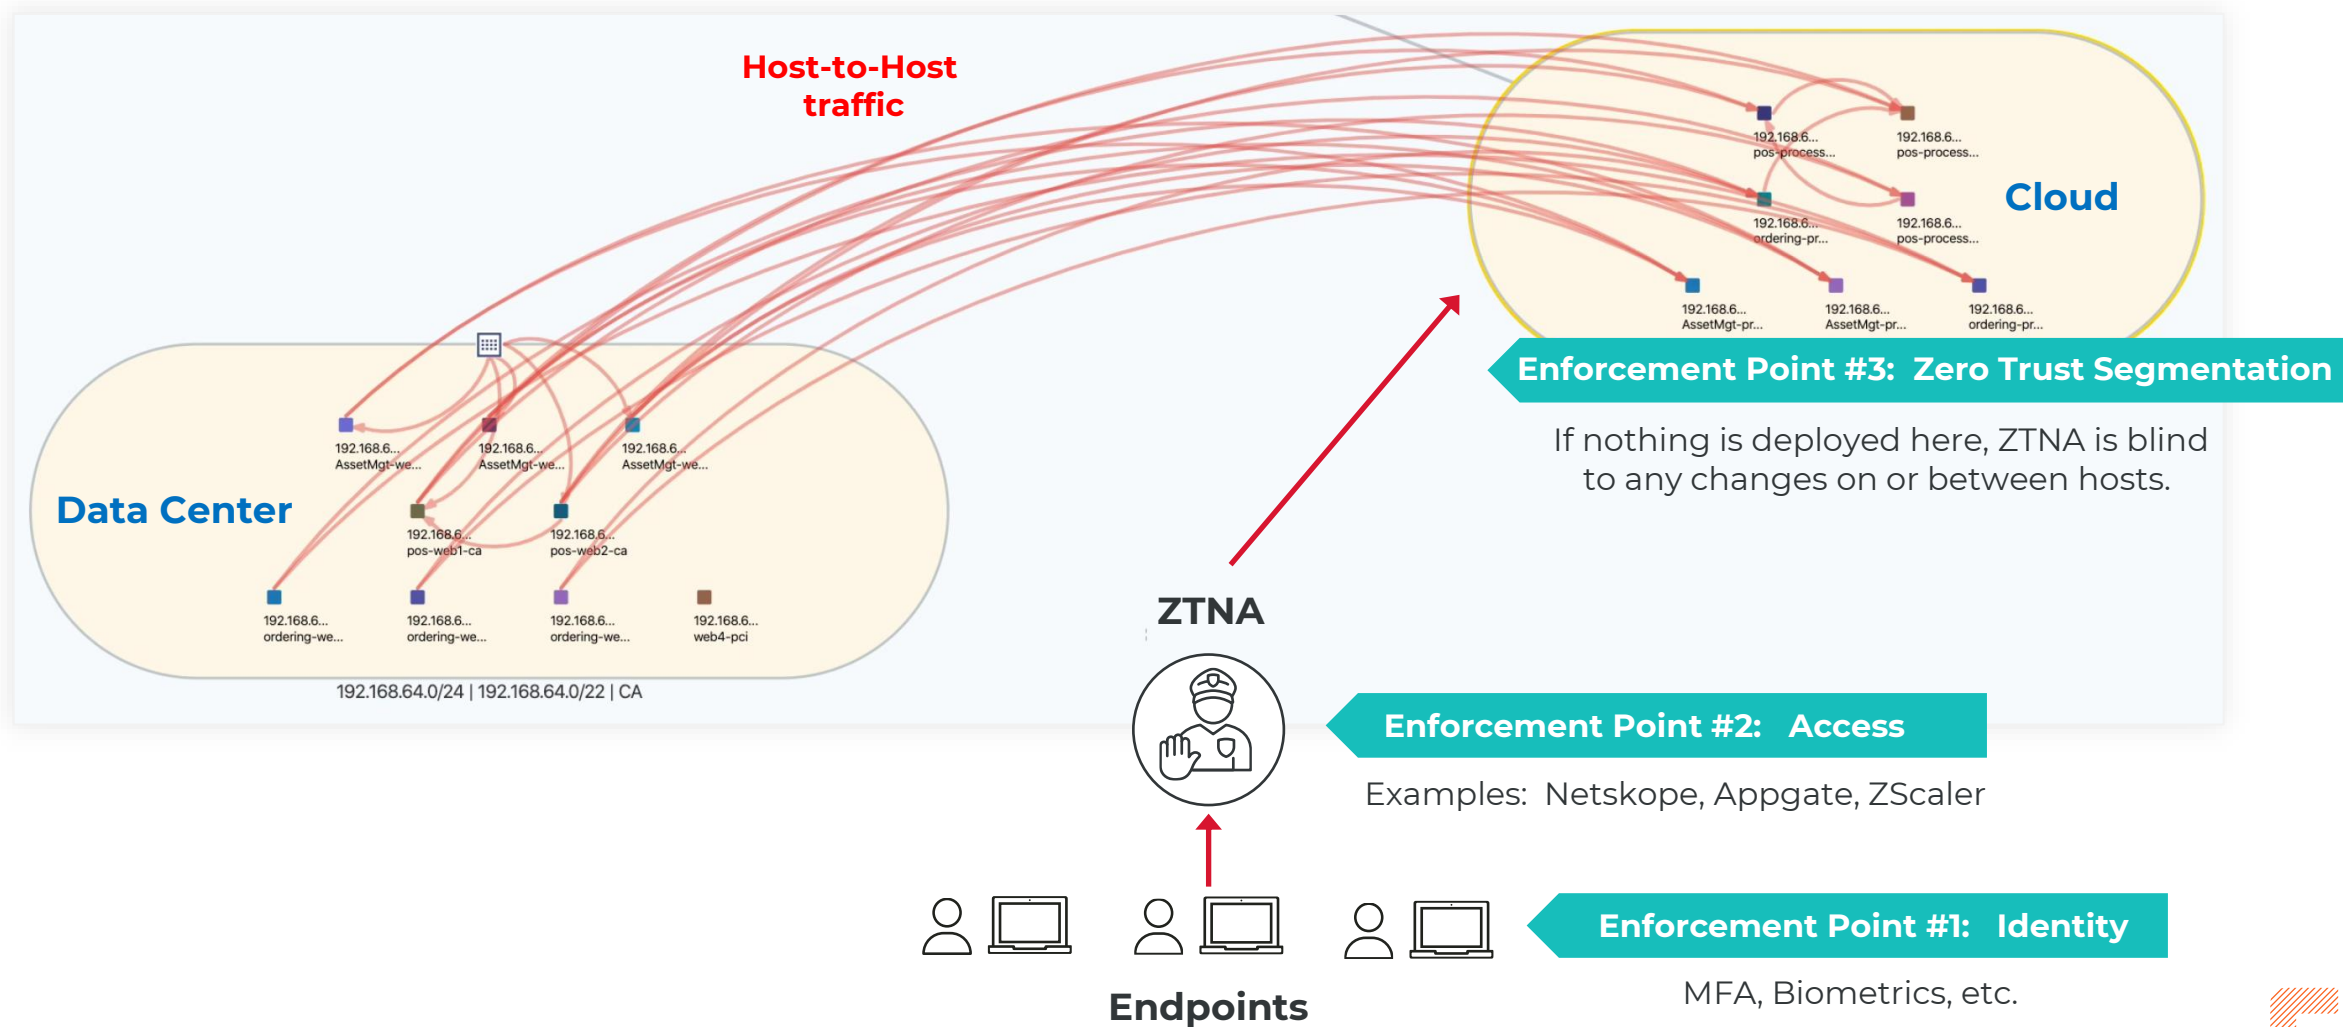 Host-to-Host
traffic
192.168.6...
pos-process...
192.168.6...
pos-process...
Cloud
192.168.6...
ordering-pr...
192.168.6...
pos-process...
192.168.6...
AssetMgt-pr...
192.168.6...
AssetMgt-pr...
192.168.6...
ordering-pr...
Enforcement Point #3: Zero Trust Segmentation
If nothing is deployed here, ZTNA is blind
to any changes on or between hosts.
Data Center
192.168.6...
AssetMgt-we...
192.168.6...
AssetMgt-we...
192.168.6...
AssetMgt-we...
192.168.6...
pos-web1-ca
192.168.6...
pos-web2-ca
192.168.6...
ordering-we...
192.168.6...
ordering-we...
192.168.6...
ordering-we...
192.168.6...
web4-pci
192.168.64.0/24 | 192.168.64.0/22 | CA
ZTNA
Enforcement Point #2: Access
Examples: Netskope, Appgate, ZScaler
Enforcement Point #1: Identity
MFA, Biometrics, etc.
Endpoints